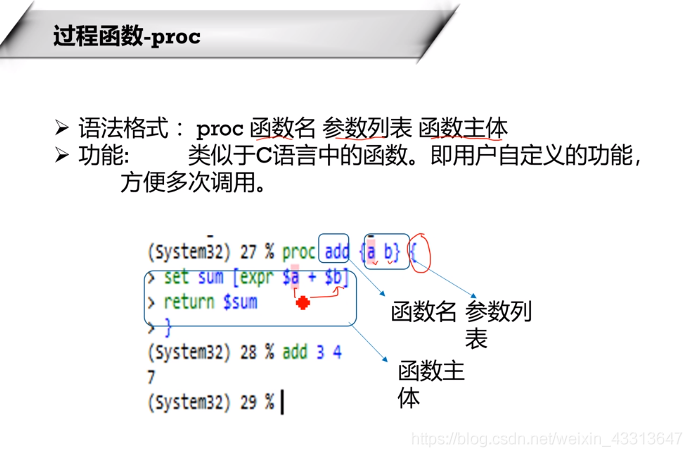 过程函数-proc
➢ 语法格式： proc 函数名 参数列表 函数主体
➢ 功能: 类似于C语言中的函数。即用户自定义的功能，
方便多次调用。
(System32) 27 % proc add {a b} {
> set sum [expr $a + $b]
> return $sum
> }
(System32) 28 % add 3 4
7
(System32) 29 %
函数名 参数列
表
函数主
体
https://blog.csdn.net/weixin_43313647